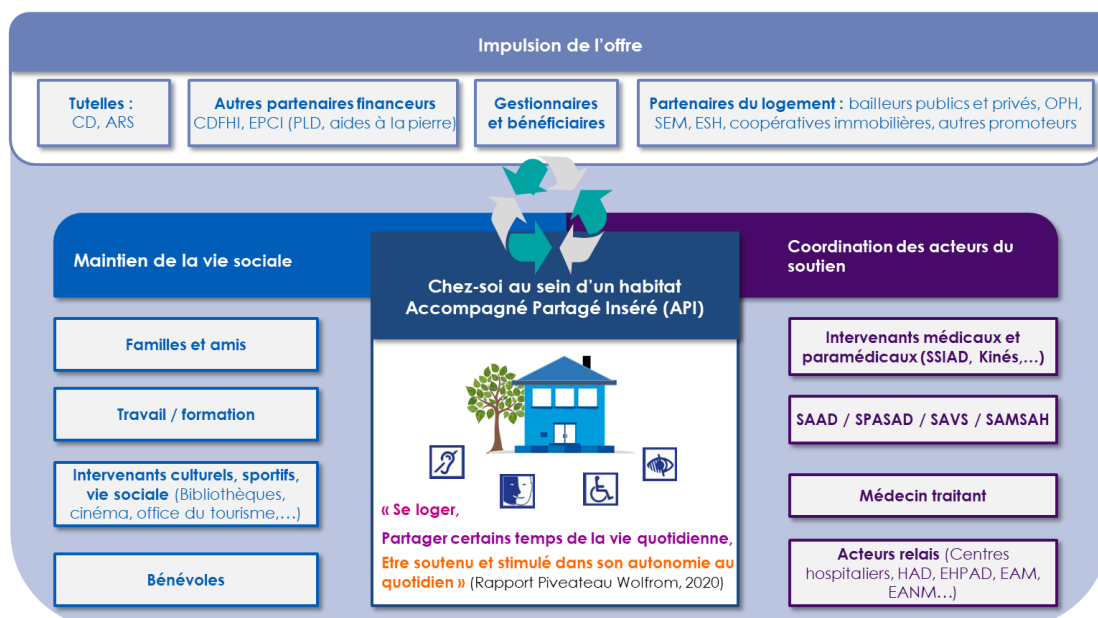 Impulsion de l'offre
Tutelles :
CD, ARS
Autres partenaires financeurs
CDFHI, EPCI (PLD, aides à la pierre)
Gestionnaires
et bénéficiaires
Partenaires du logement : bailleurs publics et privés, OPH,
SEM, ESH, coopératives immobilières, autres promoteurs
Maintien de la vie sociale
Familles et amis
Travail / formation
Intervenants culturels, sportifs,
vie sociale (Bibliothèques,
cinéma, office du tourisme,...)
Bénévoles
Chez-soi au sein d'un habitat
Accompagné Partagé Inséré (API)
« Se loger,
Partager certains temps de la vie quotidienne,
Etre soutenu et stimulé dans son autonomie au
quotidien » (Rapport Piveateau Wolfrom, 2020)
Coordination des acteurs du
soutien
Intervenants médicaux et
paramédicaux (SSIAD, Kinés,...)
SAAD / SPASAD / SAVS / SAMSAH
Médecin traitant
Acteurs relais (Centres
hospitaliers, HAD, EHPAD, EAM,
EANM...)